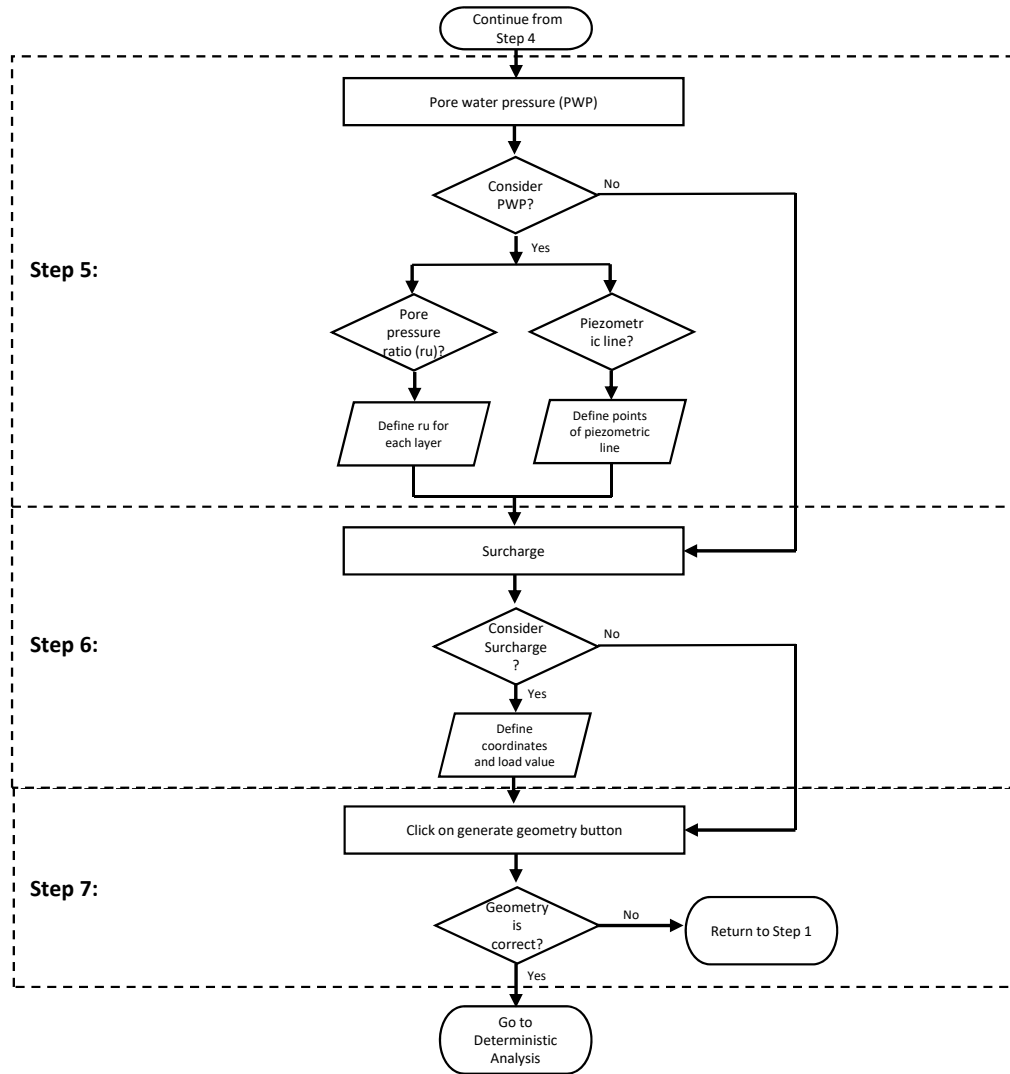 Continue from
Step 4
Pore water pressure (PWP)
Consider
PWP?
No
Yes
Step 5:
Pore
pressure
ratio (ru)?
Piezometr
ic line?
Define ru for
each layer
Define points
of piezometric
line
Surcharge
Step 6:
Consider
Surcharge
?
No
Yes
Define
coordinates
and load value
Click on generate geometry button
Step 7:
Geometry
is
correct?
No
Return to Step 1
Yes
Go to
Deterministic
Analysis